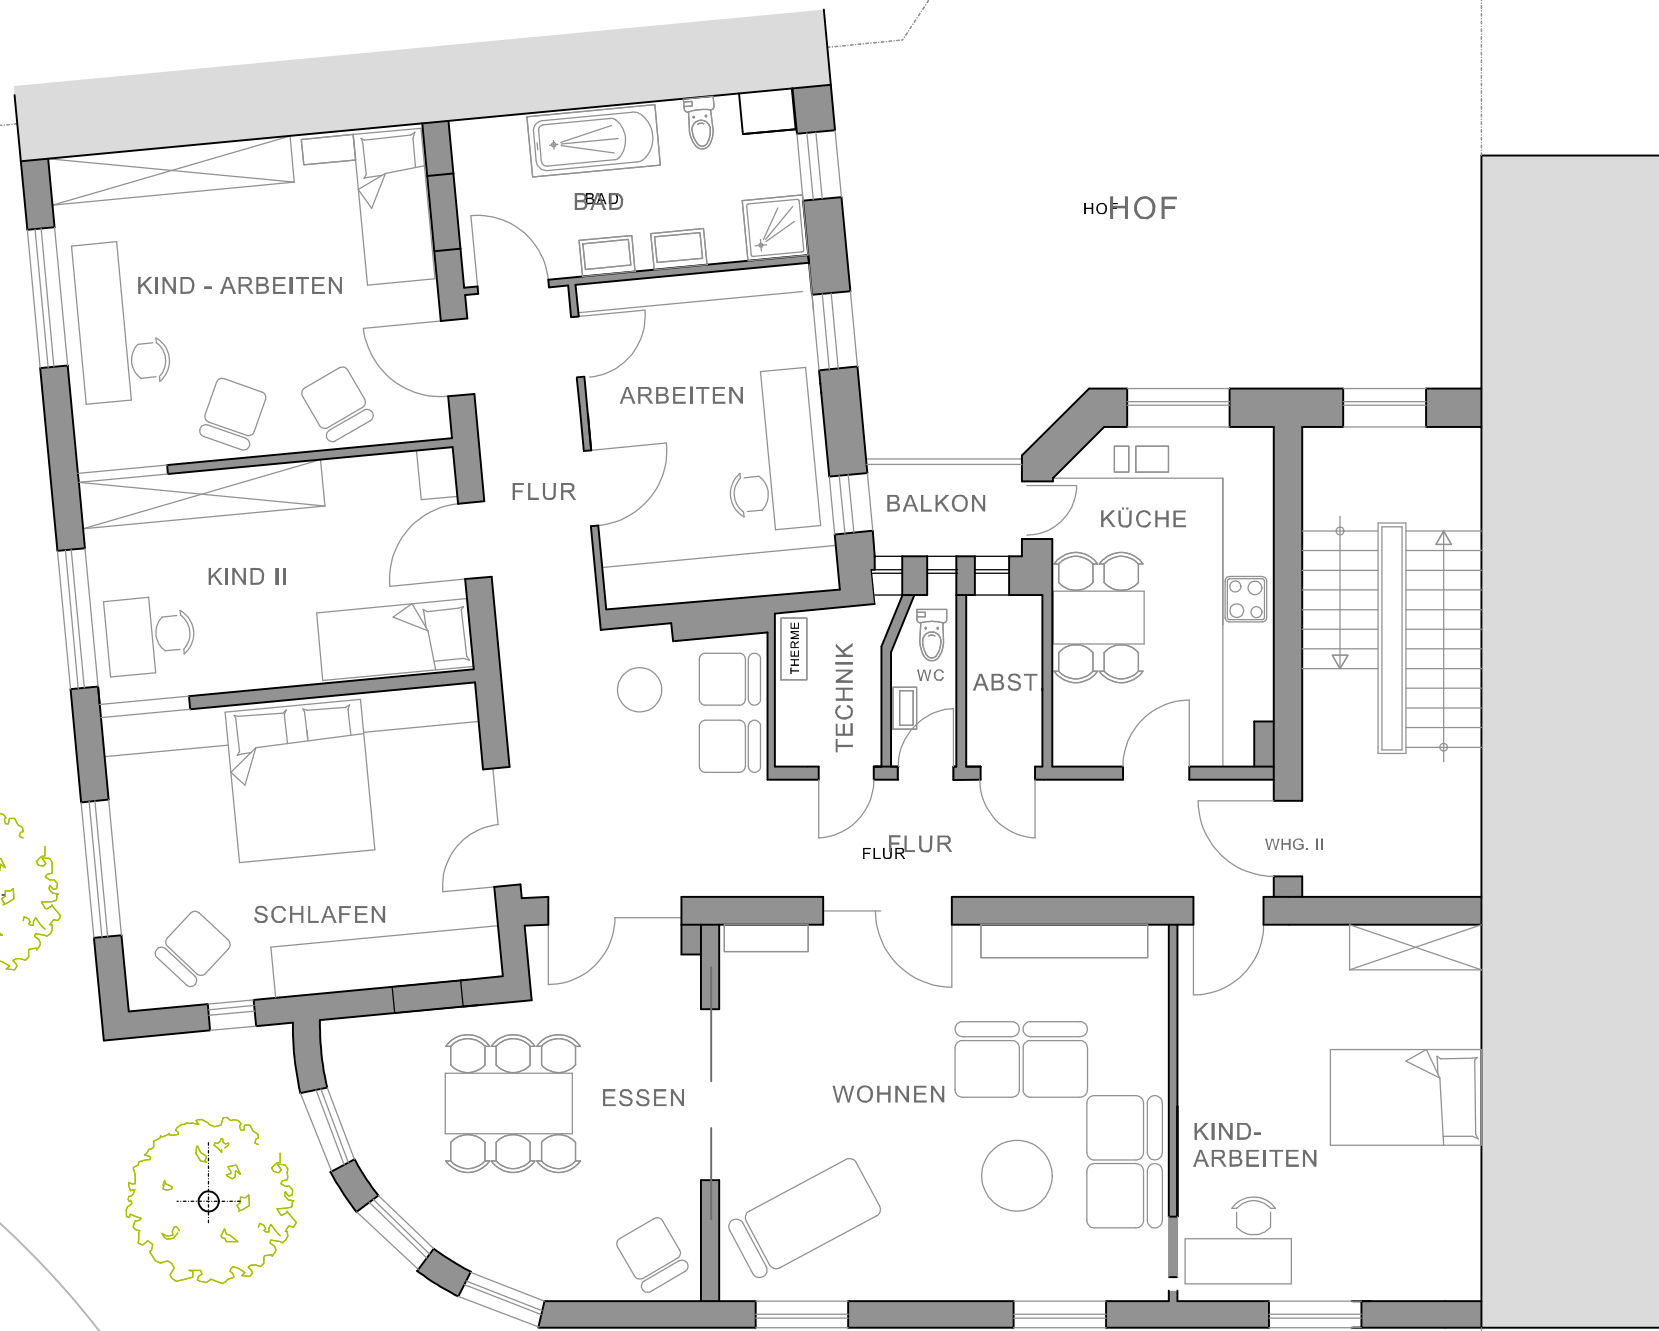 BAD
BAD
HOF
HOF
KIND - ARBEITEN
ARBEITEN
FLUR
BALKON
KÜCHE
KIND II
THERME
TECHNIK
WC
ABST.
FLUR
FLUR
WHG. II
SCHLAFEN
ESSEN
WOHNEN
KIND-
ARBEITEN